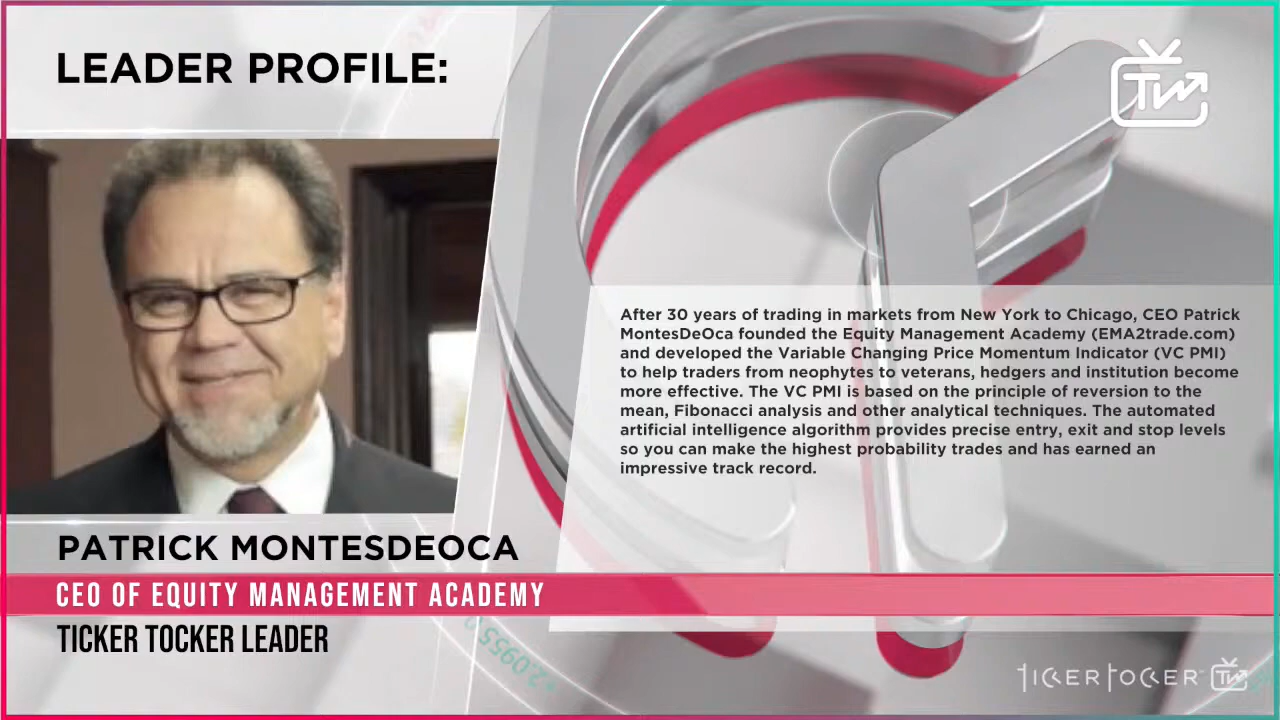 LEADER PROFILE:
TW
After 30 years of trading in markets from New York to Chicago, CEO Patrick
MontesDeOca founded the Equity Management Academy (EMA2trade.com)
and developed the Variable Changing Price Momentum Indicator (VC PMI)
to help traders from neophytes to veterans, hedgers and institution become
more effective. The VC PMI is based on the principle of reversion to the
mean, Fibonacci analysis and other analytical techniques. The automated
artificial intelligence algorithm provides precise entry, exit and stop levels
so you can make the highest probability trades and has earned an
impressive track record.
PATRICK MONTESDEOCA
CEO OF EQUITY MANAGEMENT ACADEMY
TICKER TOCKER LEADER
TICKERTOCKER TW